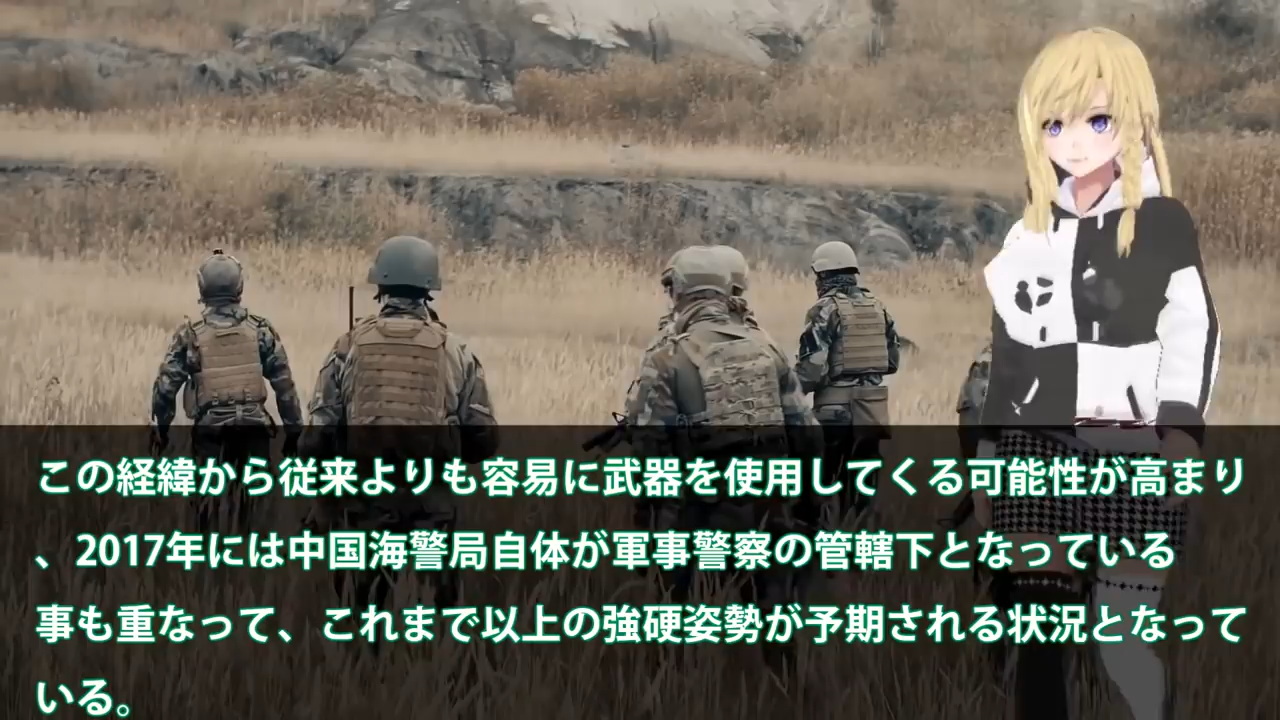 この経緯から従来よりも容易に武器を使用してくる可能性が高まり
、2017年には中国海警局自体が軍事警察の管轄下となっている
事も重なって、これまで以上の強硬姿勢が予期される状況となって
いる。